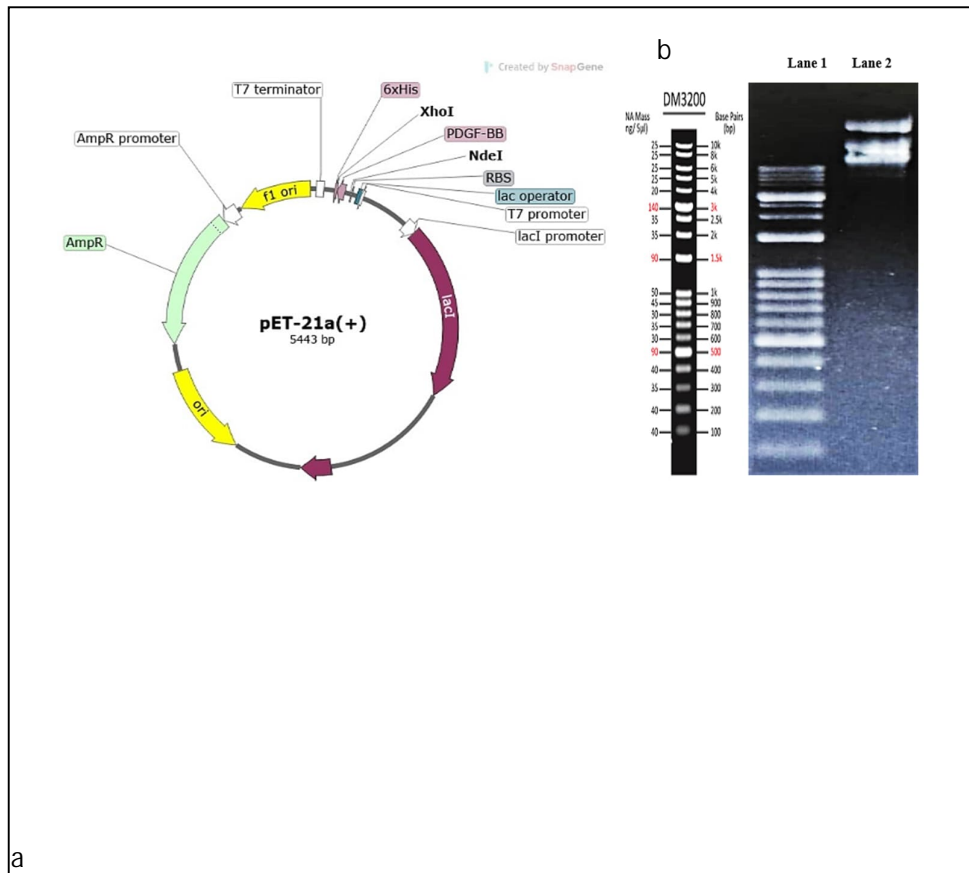 b
Created by SnapGene
T7 terminator
6xHis
XhoI
PDGF-BB
NdeI
RBS
lac operator
T7 promoter
lacI promoter
AmpR promoter
f1 ori
AmpR
lacI
pET-21a(+)
5443 bp
ori
Lane 1 Lane 2
DM3200
NA Mass Base Pairs
ng/ 5µl) (bp)
25 10k
25 8k
25 6k
25 5k
20 4k
140 3k
35 2.5k
35 2k
90 1.5k
50 1k
45 900
30 800
35 700
30 600
90 500
40 400
35 300
40 200
40 100
a